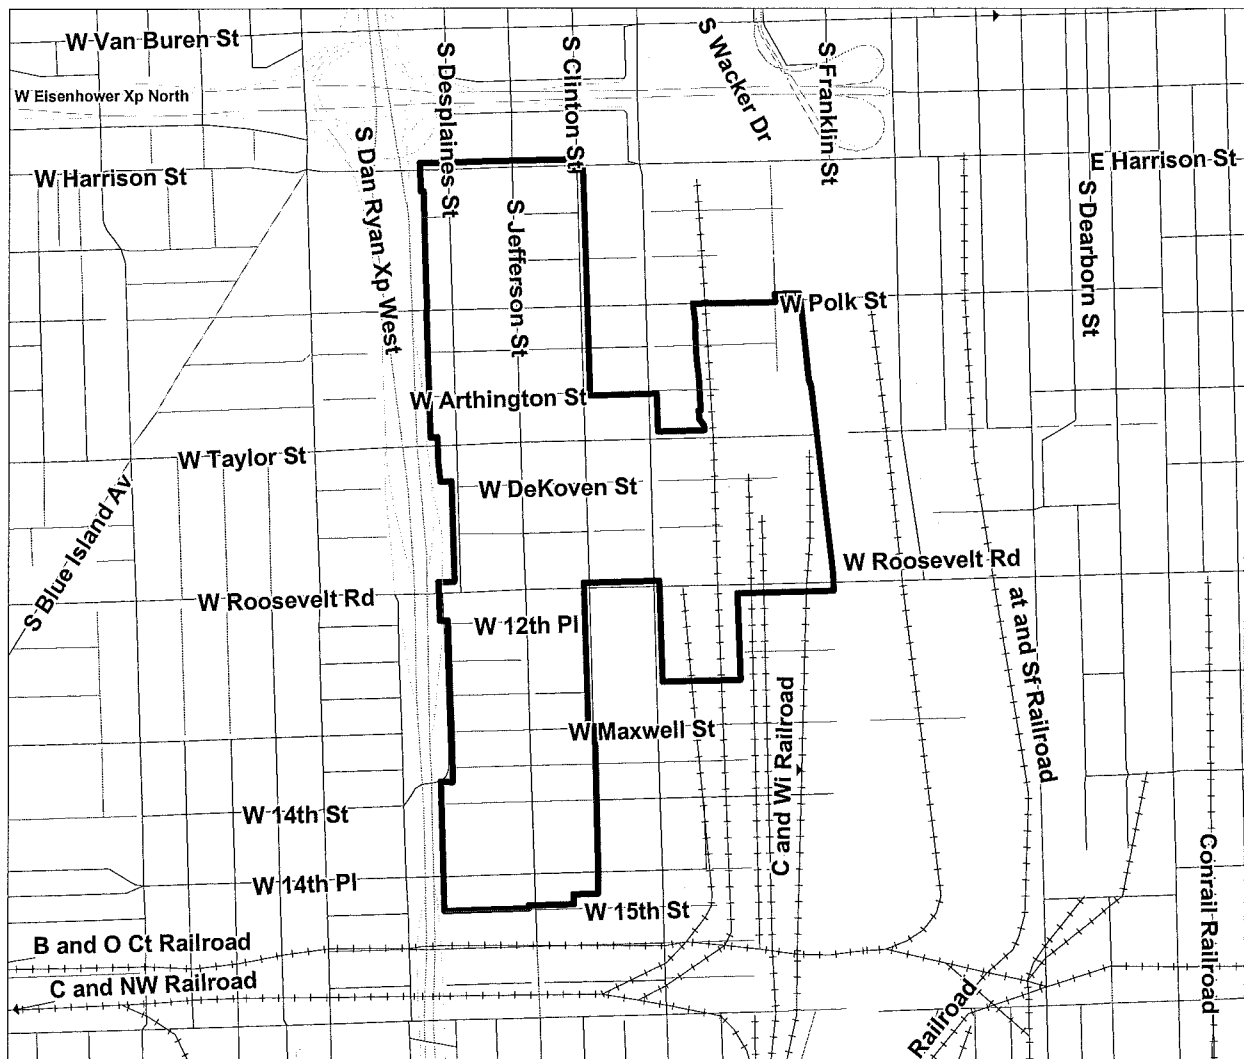 W Van Buren St
W Eisenhower Xp North
S Desplaines St
S Clinton St
S Wacker Dr
S Franklin St
W Harrison St
S Dan Ryan Xp West
S Jefferson St
E Harrison St
S Dearborn St
W Polk St
W Arthington St
W Taylor St
W DeKoven St
S Blue Island Av
W Roosevelt Rd
W Roosevelt Rd
W 12th Pl
at and Sf Railroad
W Maxwell St
C and Wi Railroad
W 14th St
W 14th Pl
W 15th St
Conrail Railroad
B and O Ct Railroad
C and NW Railroad
Railroad